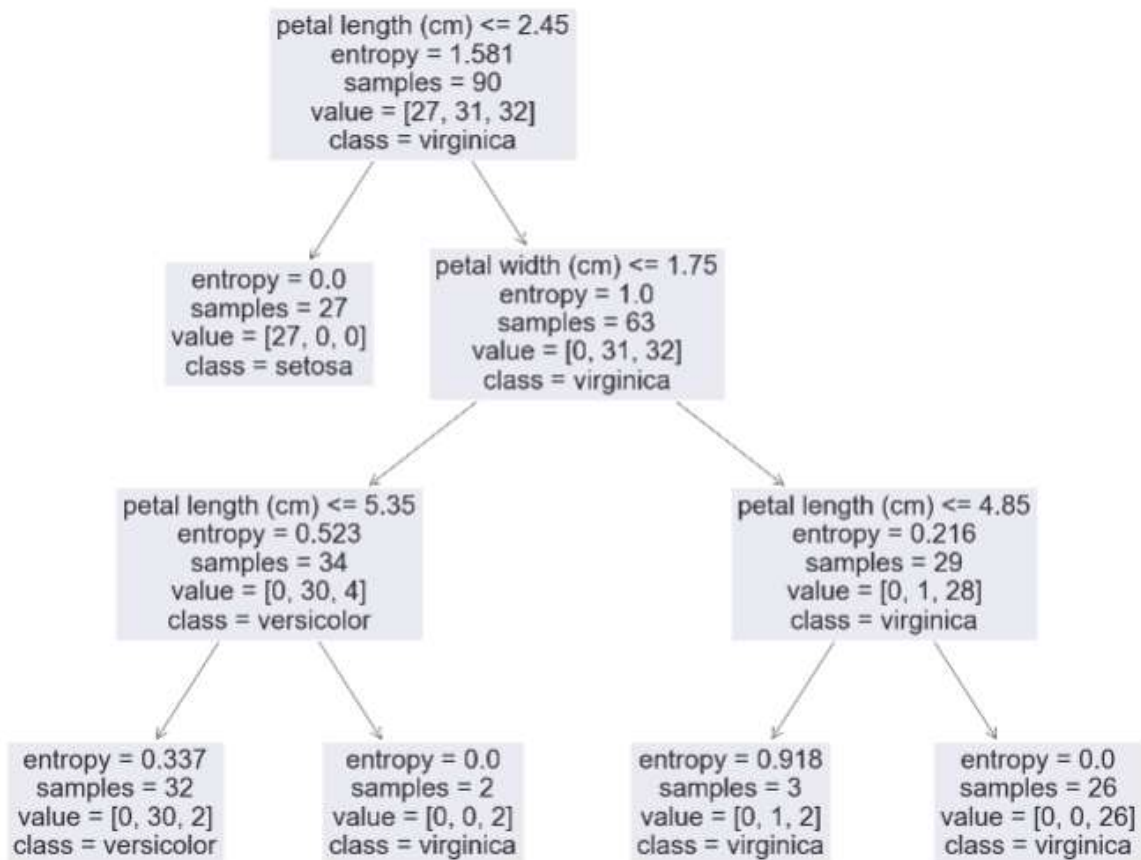 petal length (cm) <= 2.45
entropy = 1.581
samples = 90
value = [27, 31, 32]
class = virginica
entropy = 0.0
samples = 27
value = [27, 0, 0]
class = setosa
petal width (cm) <= 1.75
entropy = 1.0
samples = 63
value = [0, 31, 32]
class = virginica
petal length (cm) <= 5.35
entropy = 0.523
samples = 34
value = [0, 30, 4]
class = versicolor
petal length (cm) <= 4.85
entropy = 0.216
samples = 29
value = [0, 1, 28]
class = virginica
entropy = 0.337
samples = 32
value = [0, 30, 2]
class = versicolor
entropy = 0.0
samples = 2
value = [0, 0, 2]
class = virginica
entropy = 0.918
samples = 3
value = [0, 1, 2]
class = virginica
entropy = 0.0
samples = 26
value = [0, 0, 26]
class = virginica